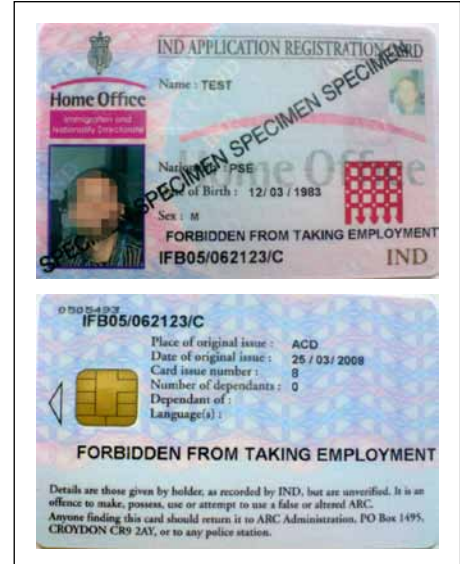 IND APPLICATION REGISTRATION CARD
Name : TEST
Home Office
Immigration and
Nationality Directorate
SPECIMEN SPECIMEN SPECIMEN
Home Office
PSE
of Birth : 12/ 03 / 1983
Sex : M
FORBIDDEN FROM TAKING EMPLOYMENT
IFB05/062123/C IND
0505493
IFB05/062123/C
Place of original issue : ACD
Date of original issue : 25 / 03/ 2008
Card issue number : 8
Number of dependants : 0
Dependant of :
Language(s) :
FORBIDDEN FROM TAKING EMPLOYMENT
Details are those given by holder, as recorded by IND, but are unverified. It is an
offence to make, possess, use or attempt to use a false or altered ARC.
Anyone finding this card should return it to ARC Administration, PO Box 1495,
CROYDON CR9 2AY, or to any police station.